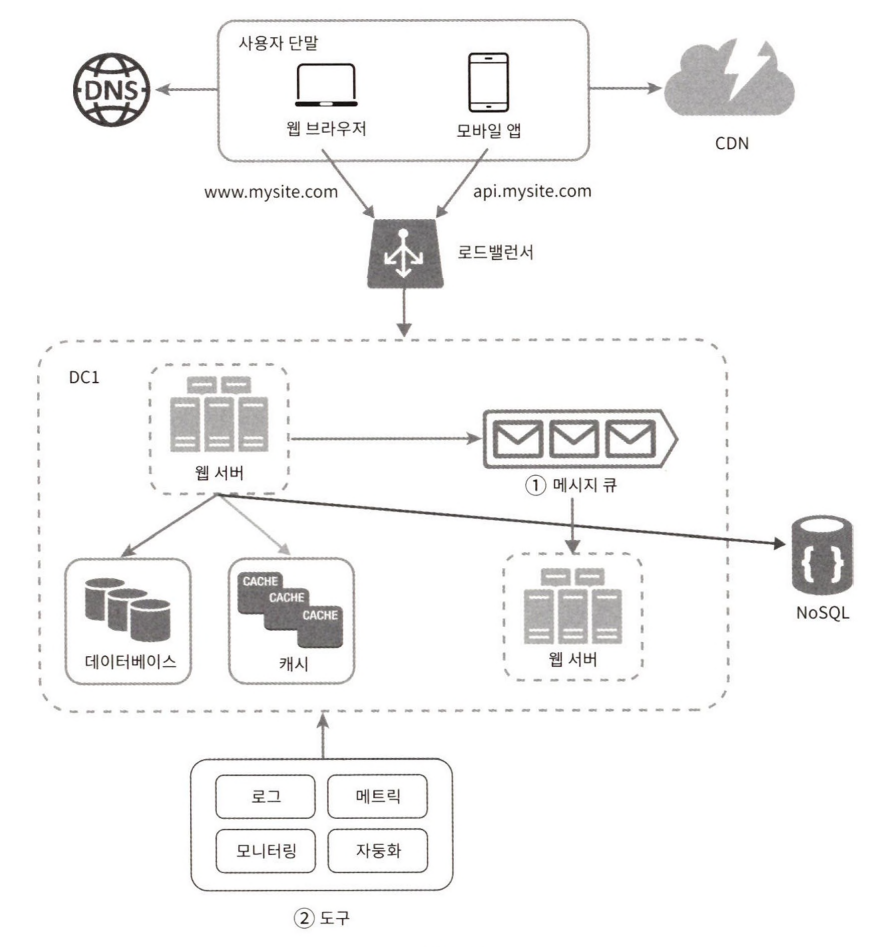 사용자 단말
DNS
웹 브라우저
모바일 앱
CDN
www.mysite.com
api.mysite.com
로드밸런서
DC1
웹 서버
① 메시지 큐
NoSQL
CACHE
CACHE
CACHE
데이터베이스
캐시
웹 서버
로그
메트릭
모니터링
자동화
② 도구